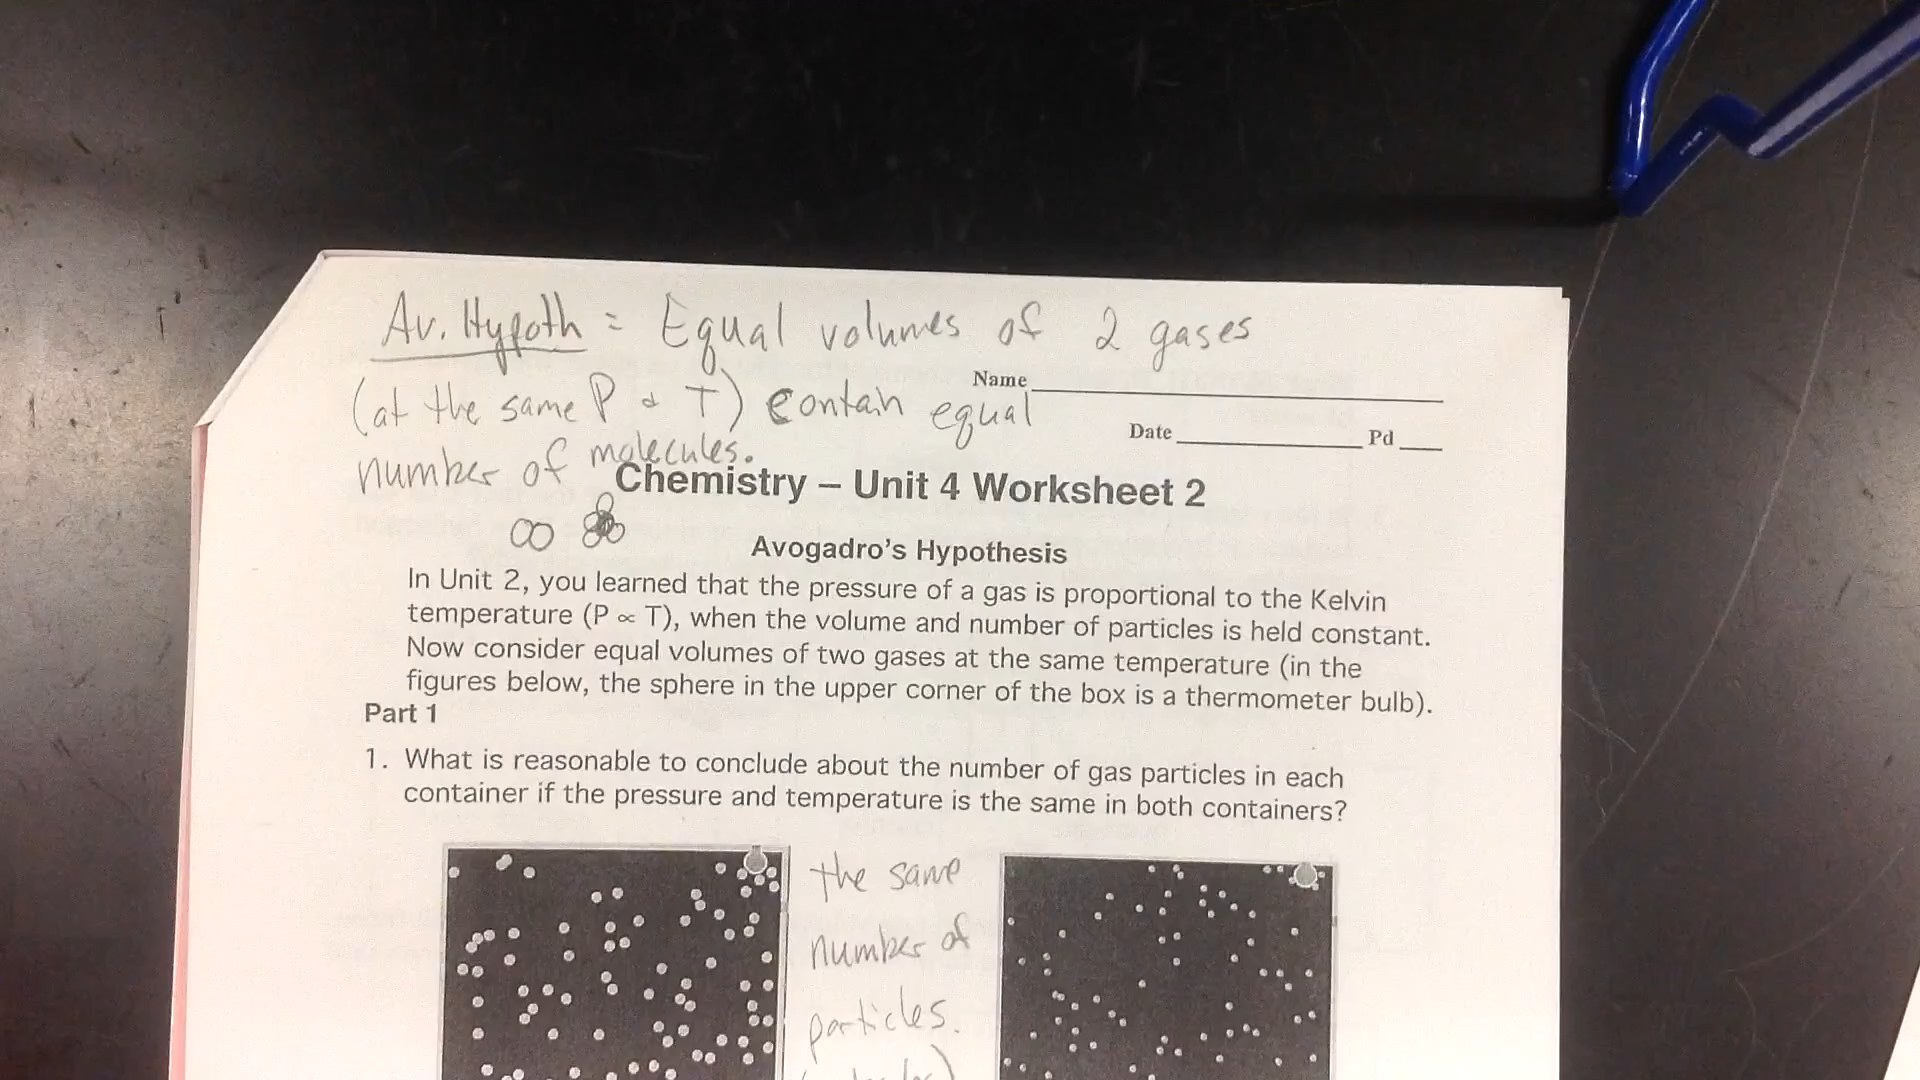 Av. Hypoth = Equal volumes of 2 gases
(at the same P & T) contain equal
number of molecules.
Name
Date Pd
Chemistry – Unit 4 Worksheet 2
Avogadro's Hypothesis
In Unit 2, you learned that the pressure of a gas is proportional to the Kelvin
temperature (P ∝ T), when the volume and number of particles is held constant.
Now consider equal volumes of two gases at the same temperature (in the
figures below, the sphere in the upper corner of the box is a thermometer bulb).
Part 1
1. What is reasonable to conclude about the number of gas particles in each
container if the pressure and temperature is the same in both containers?
the same
number of
particles.